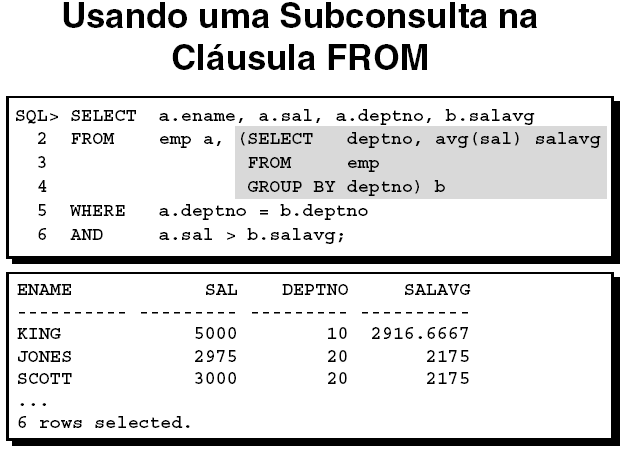 Usando uma Subconsulta na
Cláusula FROM
SQL> SELECT a.ename, a.sal, a.deptno, b.salavg
2 FROM emp a, (SELECT deptno, avg(sal) salavg
3 FROM emp
4 GROUP BY deptno) b
5 WHERE a.deptno = b.deptno
6 AND a.sal > b.salavg;
ENAME SAL DEPTNO SALAVG
---------- --------- --------- ----------
KING 5000 10 2916.6667
JONES 2975 20 2175
SCOTT 3000 20 2175
...
6 rows selected.